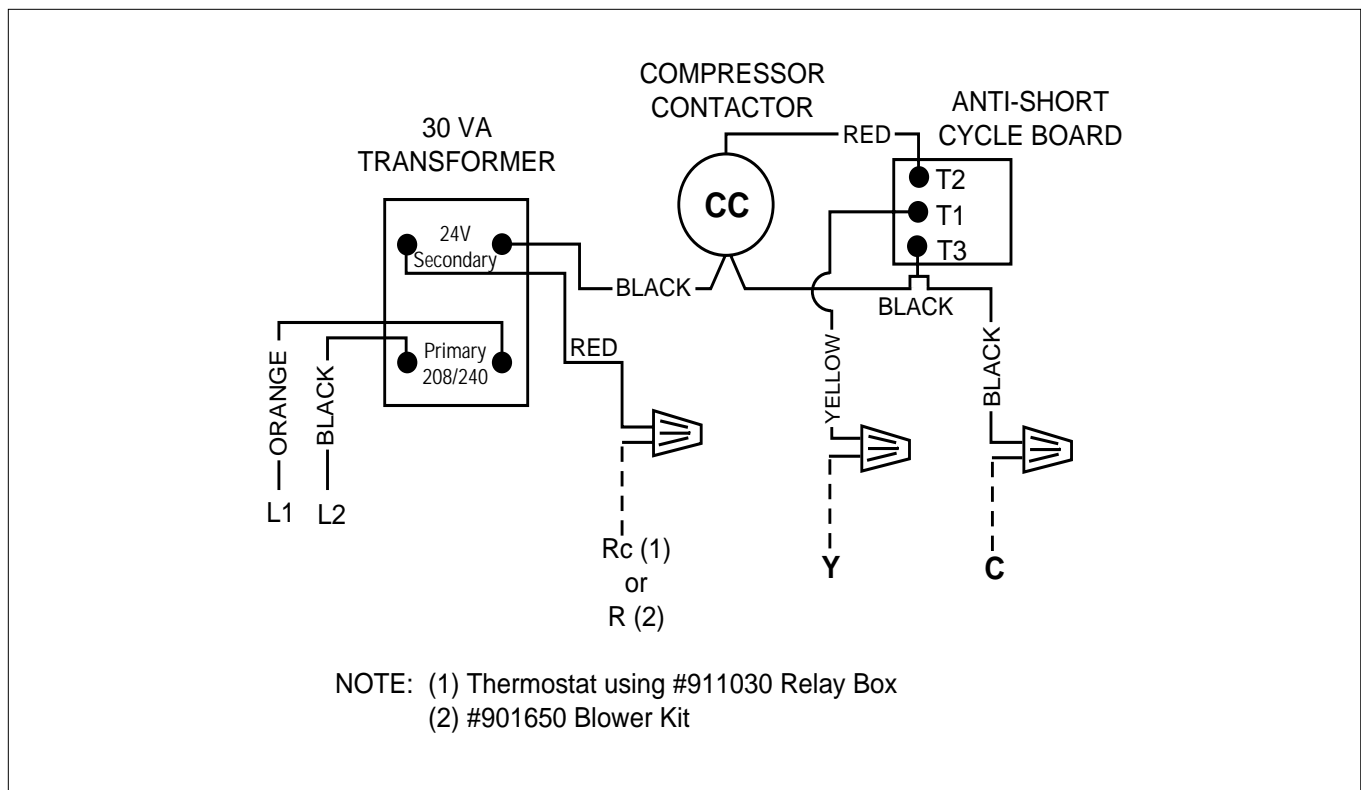 COMPRESSOR
CONTACTOR
ANTI-SHORT
CYCLE BOARD
30 VA
TRANSFORMER
RED
T2
T1
T3
CC
24V
Secondary
BLACK
BLACK
Primary
208/240
RED
ORANGE
BLACK
YELLOW
BLACK
L1
L2
Rc (1)
or
R (2)
Y
C
NOTE: (1) Thermostat using #911030 Relay Box
(2) #901650 Blower Kit